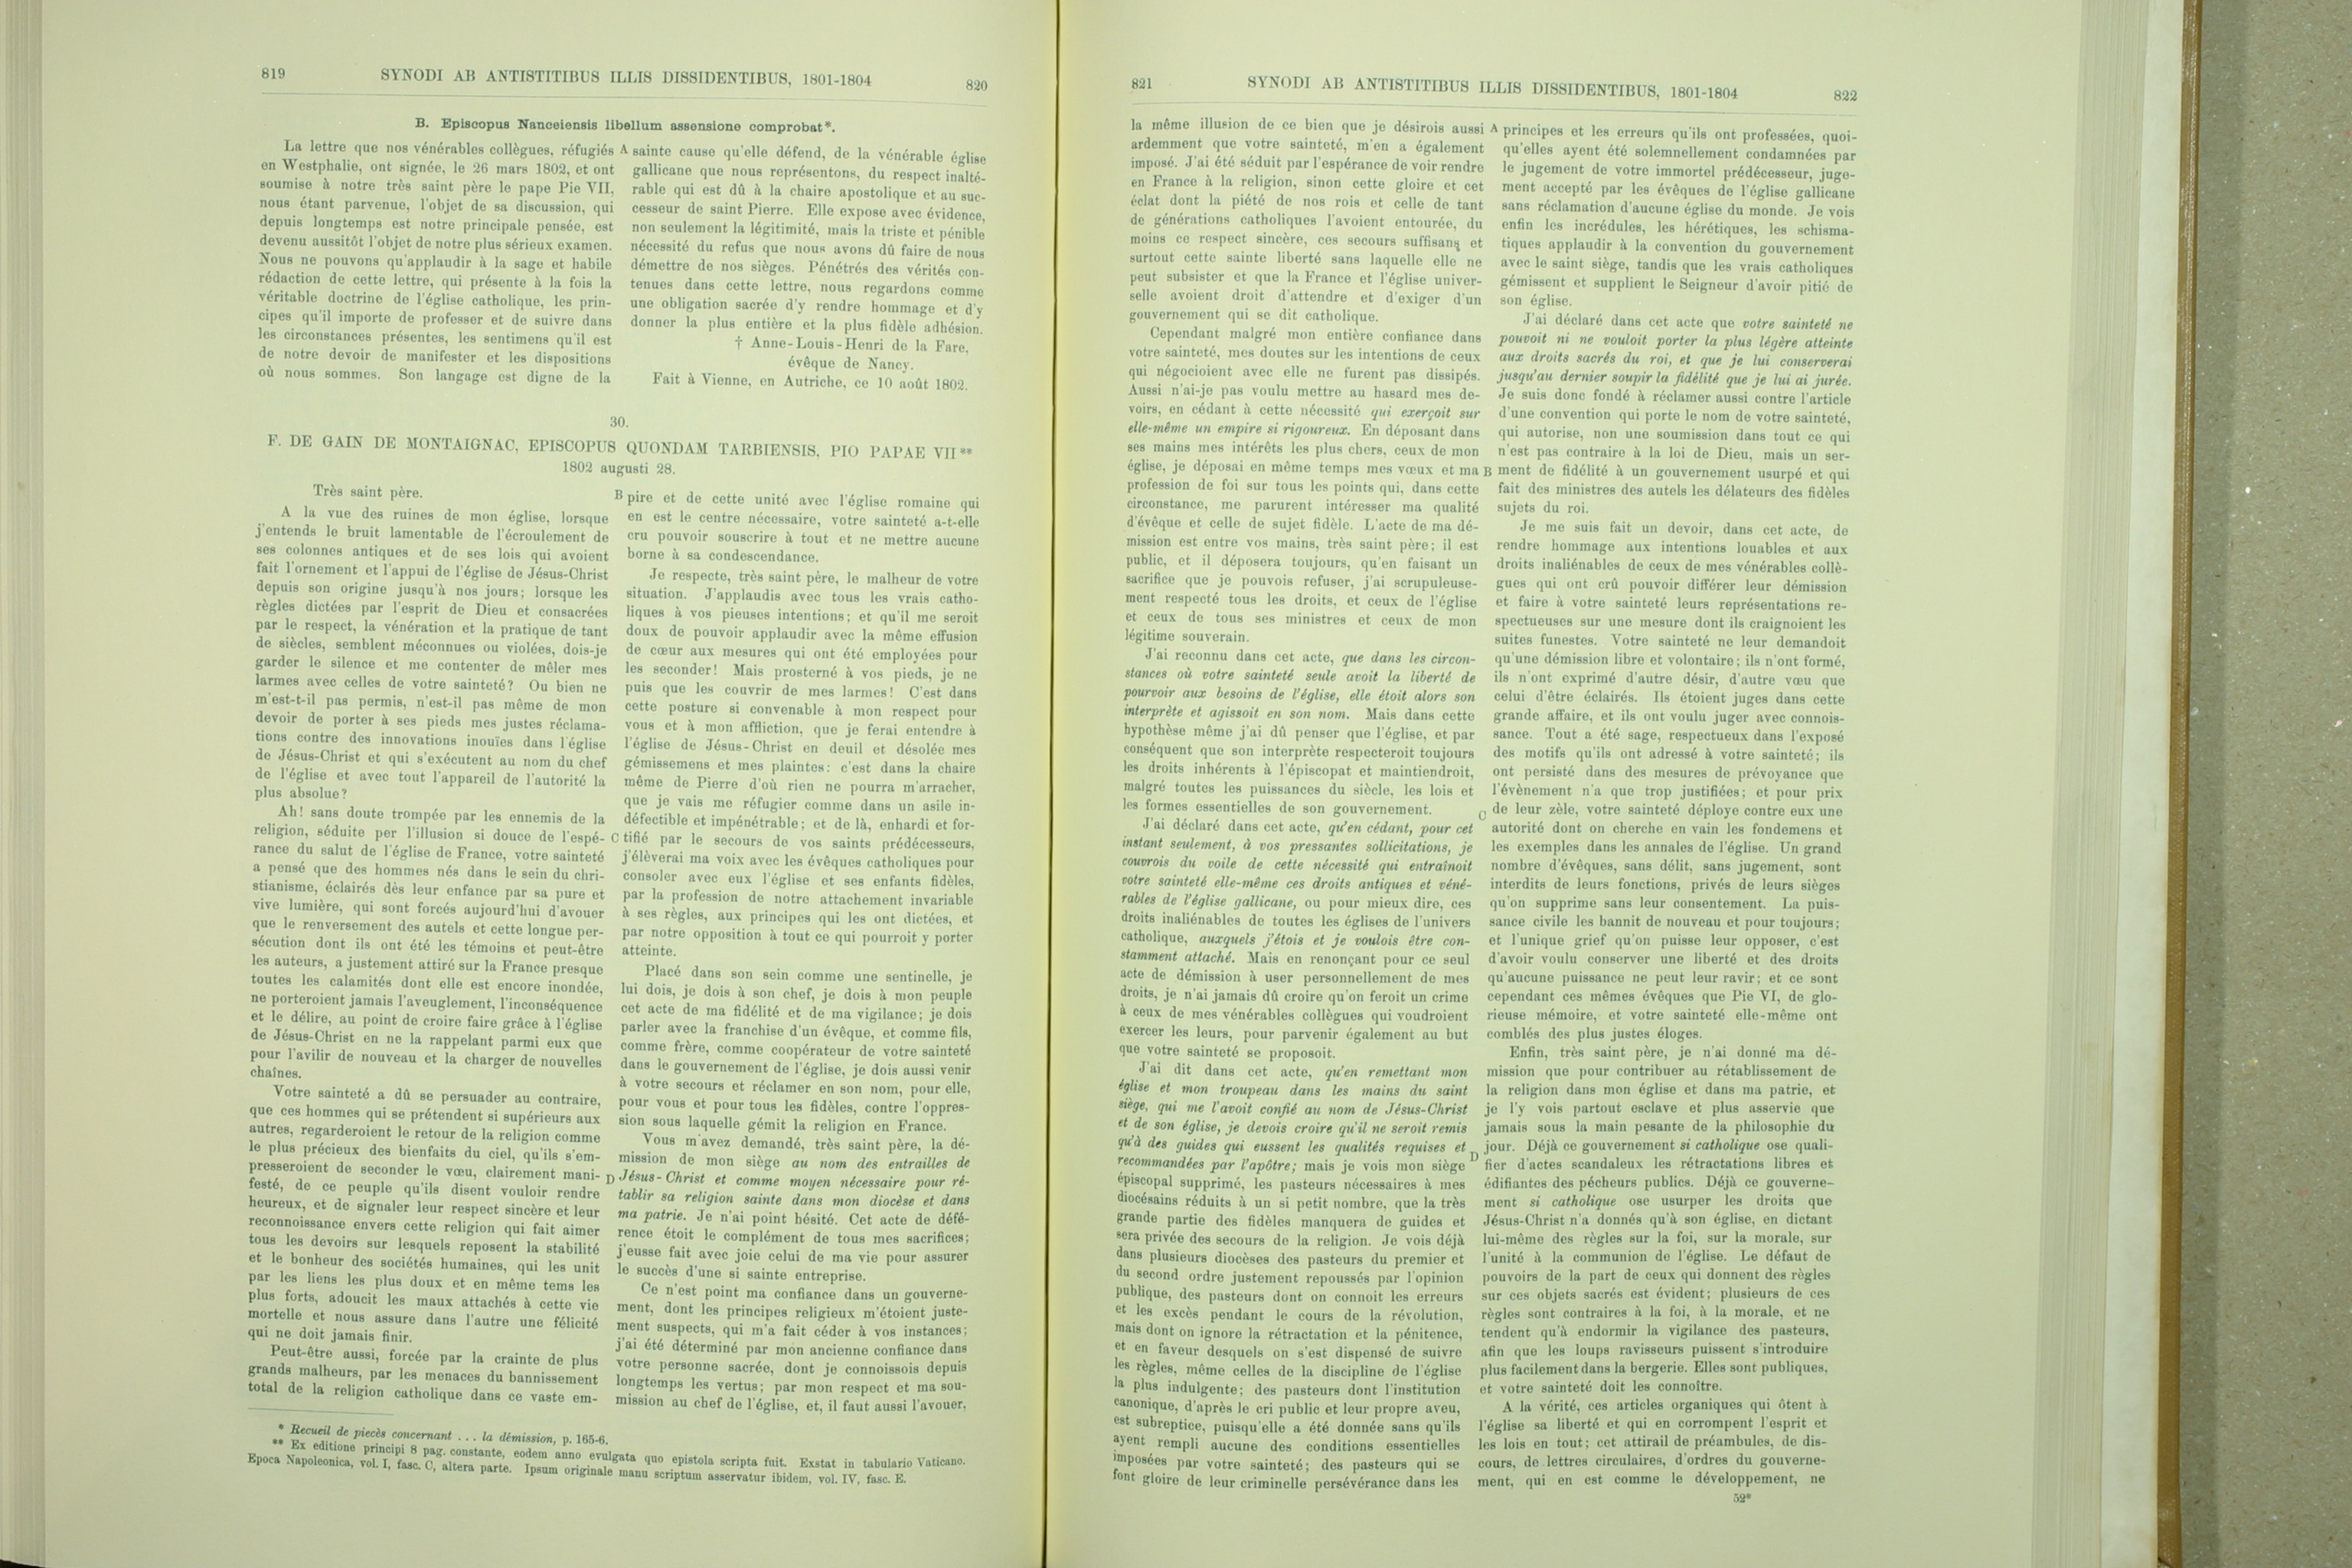 819
SYNODI AB ANTISTITIBUS ILLIS DISSIDENTIBUS, 1801-1804
820
B. Episcopus Nanceiensis libellum assensione comprobat*.
La lettre que nos vénérables collègues, réfugiés
en Westphalie, ont signée, le 26 mars 1802, et ont
soumise à notre très saint père le pape Pie VII,
nous étant parvenue, l'objet de sa discussion, qui
depuis longtemps est notre principale pensée, est
devenu aussitôt l'objet de notre plus sérieux examen.
Nous ne pouvons qu'applaudir à la sage et habile
rédaction de cette lettre, qui présente à la fois la
véritable doctrine de l'église catholique, les prin-
cipes qu'il importe de professer et de suivre dans
les circonstances présentes, les sentimens qu'il est
de notre devoir de manifester et les dispositions
où nous sommes. Son langage est digne de la
A sainte cause qu'elle défend, de la vénérable église
gallicane que nous représentons, du respect inalté-
rable qui est dû à la chaire apostolique et au suc-
cesseur de saint Pierre. Elle expose avec évidence,
non seulement la légitimité, mais la triste et pénible
nécessité du refus que nous avons dû faire de nous
démettre de nos sièges. Pénétrés des vérités con-
tenues dans cette lettre, nous regardons comme
une obligation sacrée d'y rendre hommage et d'y
donner la plus entière et la plus fidèle adhésion.
† Anne-Louis-Henri de la Fare,
évêque de Nancy.
Fait à Vienne, en Autriche, ce 10 août 1802.
30.
F. DE GAIN DE MONTAIGNAC, EPISCOPUS QUONDAM TARBIENSIS, PIO PAPAE VII**
1802 augusti 28.
Très saint père.
A la vue des ruines de mon église, lorsque
j'entends le bruit lamentable de l'écroulement de
ses colonnes antiques et de ses lois qui avoient
fait l'ornement et l'appui de l'église de Jésus-Christ
depuis son origine jusqu'à nos jours; lorsque les
règles dictées par l'esprit de Dieu et consacrées
par le respect, la vénération et la pratique de tant
de siècles, semblent méconnues ou violées, dois-je
garder le silence et me contenter de mêler mes
larmes avec celles de votre sainteté? Ou bien ne
m'est-t-il pas permis, n'est-il pas même de mon
devoir de porter à ses pieds mes justes réclama-
tions contre des innovations inouïes dans l'église
de Jésus-Christ et qui s'exécutent au nom du chef
de l'église et avec tout l'appareil de l'autorité la
plus absolue?
Ah! sans doute trompée par les ennemis de la
religion, séduite per l'illusion si douce de l'espé-
rance du salut de l'église de France, votre sainteté
a pensé que des hommes nés dans le sein du chri-
stianisme, éclairés dès leur enfance par sa pure et
vive lumière, qui sont forcés aujourd'hui d'avouer
que le renversement des autels et cette longue per-
sécution dont ils ont été les témoins et peut-être
les auteurs, a justement attiré sur la France presque
toutes les calamités dont elle est encore inondée,
ne porteroient jamais l'aveuglement, l'inconséquence
et le délire, au point de croire faire grâce à l'église
de Jésus-Christ en ne la rappelant parmi eux que
pour l'avilir de nouveau et la charger de nouvelles
chaînes.
Votre sainteté a dû se persuader au contraire,
que ces hommes qui se prétendent si supérieurs aux
autres, regarderoient le retour de la religion comme
le plus précieux des bienfaits du ciel, qu'ils s'em-
presseroient de seconder le vœu, clairement mani-
festé, de ce peuple qu'ils disent vouloir rendre
heureux, et de signaler leur respect sincère et leur
reconnoissance envers cette religion qui fait aimer
tous les devoirs sur lesquels reposent la stabilité
et le bonheur des sociétés humaines, qui les unit
par les liens les plus doux et en même tems les
plus forts, adoucit les maux attachés à cette vie
mortelle et nous assure dans l'autre une félicité
qui ne doit jamais finir.
Peut-être aussi, forcée par la crainte de plus
grands malheurs, par les menaces du bannissement
total de la religion catholique dans ce vaste em-
B pire et de cette unité avec l'église romaine qui
en est le centre nécessaire, votre sainteté a-t-elle
cru pouvoir souscrire à tout et ne mettre aucune
borne à sa condescendance.
Je respecte, très saint père, le malheur de votre
situation. J'applaudis avec tous les vrais catho-
liques à vos pieuses intentions; et qu'il me seroit
doux de pouvoir applaudir avec la même effusion
de cœur aux mesures qui ont été employées pour
les seconder! Mais prosterné à vos pieds, je ne
puis que les couvrir de mes larmes! C'est dans
cette posture si convenable à mon respect pour
vous et à mon affliction, que je ferai entendre à
l'église de Jésus-Christ en deuil et désolée mes
gémissemens et mes plaintes: c'est dans la chaire
même de Pierre d'où rien ne pourra m'arracher,
que je vais me réfugier comme dans un asile in-
défectible et impénétrable; et de là, enhardi et for-
C tifié par le secours de vos saints prédécesseurs,
j'élèverai ma voix avec les évêques catholiques pour
consoler avec eux l'église et ses enfants fidèles,
par la profession de notre attachement invariable
à ses règles, aux principes qui les ont dictées, et
par notre opposition à tout ce qui pourroit y porter
atteinte.
Placé dans son sein comme une sentinelle, je
lui dois, je dois à son chef, je dois à mon peuple
cet acte de ma fidélité et de ma vigilance; je dois
parler avec la franchise d'un évêque, et comme fils,
comme frère, comme coopérateur de votre sainteté
dans le gouvernement de l'église, je dois aussi venir
à votre secours et réclamer en son nom, pour elle,
pour vous et pour tous les fidèles, contre l'oppres-
sion sous laquelle gémit la religion en France.
Vous m'avez demandé, très saint père, la dé-
mission de mon siège au nom des entrailles de
D Jésus-Christ et comme moyen nécessaire pour ré-
tablir sa religion sainte dans mon diocèse et dans
ma patrie. Je n'ai point hésité. Cet acte de défé-
rence étoit le complément de tous mes sacrifices;
j'eusse fait avec joie celui de ma vie pour assurer
le succès d'une si sainte entreprise.
Ce n'est point ma confiance dans un gouverne-
ment, dont les principes religieux m'étoient juste-
ment suspects, qui m'a fait céder à vos instances;
j'ai été déterminé par mon ancienne confiance dans
votre personne sacrée, dont je connoissois depuis
longtemps les vertus; par mon respect et ma sou-
mission au chef de l'église, et, il faut aussi l'avouer,
* Recueil de piecès concernant ... la démission, p. 165-6.
** Ex editione principi 8 pag. constante, eodem anno evulgata quo epistola scripta fuit. Exstat in tabulario Vaticano.
Epoca Napoleonica, vol. I, fasc. C, altera parte. Ipsum originale manu scriptum asservatur ibidem, vol. IV, fasc. E.
821
SYNODI AB ANTISTITIBUS ILLIS DISSIDENTIBUS, 1801-1804
822
la même illusion de ce bien que je désirois aussi
ardemment que votre sainteté, m'en a également
imposé. J'ai été séduit par l'espérance de voir rendre
en France à la religion, sinon cette gloire et cet
éclat dont la piété de nos rois et celle de tant
de générations catholiques l'avoient entourée, du
moins ce respect sincère, ces secours suffisans et
surtout cette sainte liberté sans laquelle elle ne
peut subsister et que la France et l'église univer-
selle avoient droit d'attendre et d'exiger d'un
gouvernement qui se dit catholique.
Cependant malgré mon entière confiance dans
votre sainteté, mes doutes sur les intentions de ceux
qui négocioient avec elle ne furent pas dissipés.
Aussi n'ai-je pas voulu mettre au hasard mes de-
voirs, en cédant à cette nécessité qui exerçoit sur
elle-même un empire si rigoureux. En déposant dans
ses mains mes intérêts les plus chers, ceux de mon
église, je déposai en même temps mes vœux et ma
profession de foi sur tous les points qui, dans cette
circonstance, me parurent intéresser ma qualité
d'évêque et celle de sujet fidèle. L'acte de ma dé-
mission est entre vos mains, très saint père; il est
public, et il déposera toujours, qu'en faisant un
sacrifice que je pouvois refuser, j'ai scrupuleuse-
ment respecté tous les droits, et ceux de l'église
et ceux de tous ses ministres et ceux de mon
légitime souverain.
J'ai reconnu dans cet acte, que dans les circon-
stances où votre sainteté seule avoit la liberté de
pourvoir aux besoins de l'église, elle étoit alors son
interprète et agissoit en son nom. Mais dans cette
hypothèse même j'ai dû penser que l'église, et par
conséquent que son interprète respecteroit toujours
les droits inhérents à l'épiscopat et maintiendroit,
malgré toutes les puissances du siècle, les lois et
les formes essentielles de son gouvernement.
J'ai déclaré dans cet acte, qu'en cédant, pour cet
instant seulement, à vos pressantes sollicitations, je
couvrois du voile de cette nécessité qui entraînoit
votre sainteté elle-même ces droits antiques et véné-
rables de l'église gallicane, ou pour mieux dire, ces
droits inaliénables de toutes les églises de l'univers
catholique, auxquels j'étois et je voulois être con-
stamment attaché. Mais en renonçant pour ce seul
acte de démission à user personnellement de mes
droits, je n'ai jamais dû croire qu'on feroit un crime
à ceux de mes vénérables collègues qui voudroient
exercer les leurs, pour parvenir également au but
que votre sainteté se proposoit.
J'ai dit dans cet acte, qu'en remettant mon
église et mon troupeau dans les mains du saint
siège, qui me l'avoit confié au nom de Jésus-Christ
et de son église, je devois croire qu'il ne seroit remis
qu'à des guides qui eussent les qualités requises et
recommandées par l'apôtre; mais je vois mon siège
épiscopal supprimé, les pasteurs nécessaires à mes
diocésains réduits à un si petit nombre, que la très
grande partie des fidèles manquera de guides et
sera privée des secours de la religion. Je vois déjà
dans plusieurs diocèses des pasteurs du premier et
du second ordre justement repoussés par l'opinion
publique, des pasteurs dont on connoit les erreurs
et les excès pendant le cours de la révolution,
mais dont on ignore la rétractation et la pénitence,
et en faveur desquels on s'est dispensé de suivre
les règles, même celles de la discipline de l'église
la plus indulgente; des pasteurs dont l'institution
canonique, d'après le cri public et leur propre aveu,
est subreptice, puisqu'elle a été donnée sans qu'ils
ayent rempli aucune des conditions essentielles
imposées par votre sainteté; des pasteurs qui se
font gloire de leur criminelle persévérance dans les
A principes et les erreurs qu'ils ont professées, quoi-
qu'elles ayent été solemnellement condamnées par
le jugement de votre immortel prédécesseur, juge-
ment accepté par les évêques de l'église gallicane
sans réclamation d'aucune église du monde. Je vois
enfin les incrédules, les hérétiques, les schisma-
tiques applaudir à la convention du gouvernement
avec le saint siège, tandis que les vrais catholiques
gémissent et supplient le Seigneur d'avoir pitié de
son église.
J'ai déclaré dans cet acte que votre sainteté ne
pouvoit ni ne vouloit porter la plus légère atteinte
aux droits sacrés du roi, et que je lui conserverai
jusqu'au dernier soupir la fidélité que je lui ai jurée.
Je suis donc fondé à réclamer aussi contre l'article
d'une convention qui porte le nom de votre sainteté,
qui autorise, non une soumission dans tout ce qui
n'est pas contraire à la loi de Dieu, mais un ser-
B ment de fidélité à un gouvernement usurpé et qui
fait des ministres des autels les délateurs des fidèles
sujets du roi.
Je me suis fait un devoir, dans cet acte, de
rendre hommage aux intentions louables et aux
droits inaliénables de ceux de mes vénérables collè-
gues qui ont crû pouvoir différer leur démission
et faire à votre sainteté leurs représentations re-
spectueuses sur une mesure dont ils craignoient les
suites funestes. Votre sainteté ne leur demandoit
qu'une démission libre et volontaire; ils n'ont formé,
ils n'ont exprimé d'autre désir, d'autre vœu que
celui d'être éclairés. Ils étoient juges dans cette
grande affaire, et ils ont voulu juger avec connois-
sance. Tout a été sage, respectueux dans l'exposé
des motifs qu'ils ont adressé à votre sainteté; ils
ont persisté dans des mesures de prévoyance que
l'évènement n'a que trop justifiées; et pour prix
C de leur zèle, votre sainteté déploye contre eux une
autorité dont on cherche en vain les fondemens et
les exemples dans les annales de l'église. Un grand
nombre d'évêques, sans délit, sans jugement, sont
interdits de leurs fonctions, privés de leurs sièges
qu'on supprime sans leur consentement. La puis-
sance civile les bannit de nouveau et pour toujours;
et l'unique grief qu'on puisse leur opposer, c'est
d'avoir voulu conserver une liberté et des droits
qu'aucune puissance ne peut leur ravir; et ce sont
cependant ces mêmes évêques que Pie VI, de glo-
rieuse mémoire, et votre sainteté elle-même ont
comblés des plus justes éloges.
Enfin, très saint père, je n'ai donné ma dé-
mission que pour contribuer au rétablissement de
la religion dans mon église et dans ma patrie, et
je l'y vois partout esclave et plus asservie que
jamais sous la main pesante de la philosophie du
D jour. Déjà ce gouvernement si catholique ose quali-
fier d'actes scandaleux les rétractations libres et
édifiantes des pécheurs publics. Déjà ce gouverne-
ment si catholique ose usurper les droits que
Jésus-Christ n'a donnés qu'à son église, en dictant
lui-même des règles sur la foi, sur la morale, sur
l'unité à la communion de l'église. Le défaut de
pouvoirs de la part de ceux qui donnent des règles
sur ces objets sacrés est évident; plusieurs de ces
règles sont contraires à la foi, à la morale, et ne
tendent qu'à endormir la vigilance des pasteurs,
afin que les loups ravisseurs puissent s'introduire
plus facilement dans la bergerie. Elles sont publiques,
et votre sainteté doit les connoître.
A la vérité, ces articles organiques qui ôtent à
l'église sa liberté et qui en corrompent l'esprit et
les lois en tout; cet attirail de préambules, de dis-
cours, de lettres circulaires, d'ordres du gouverne-
ment, qui en est comme le développement, ne
52*